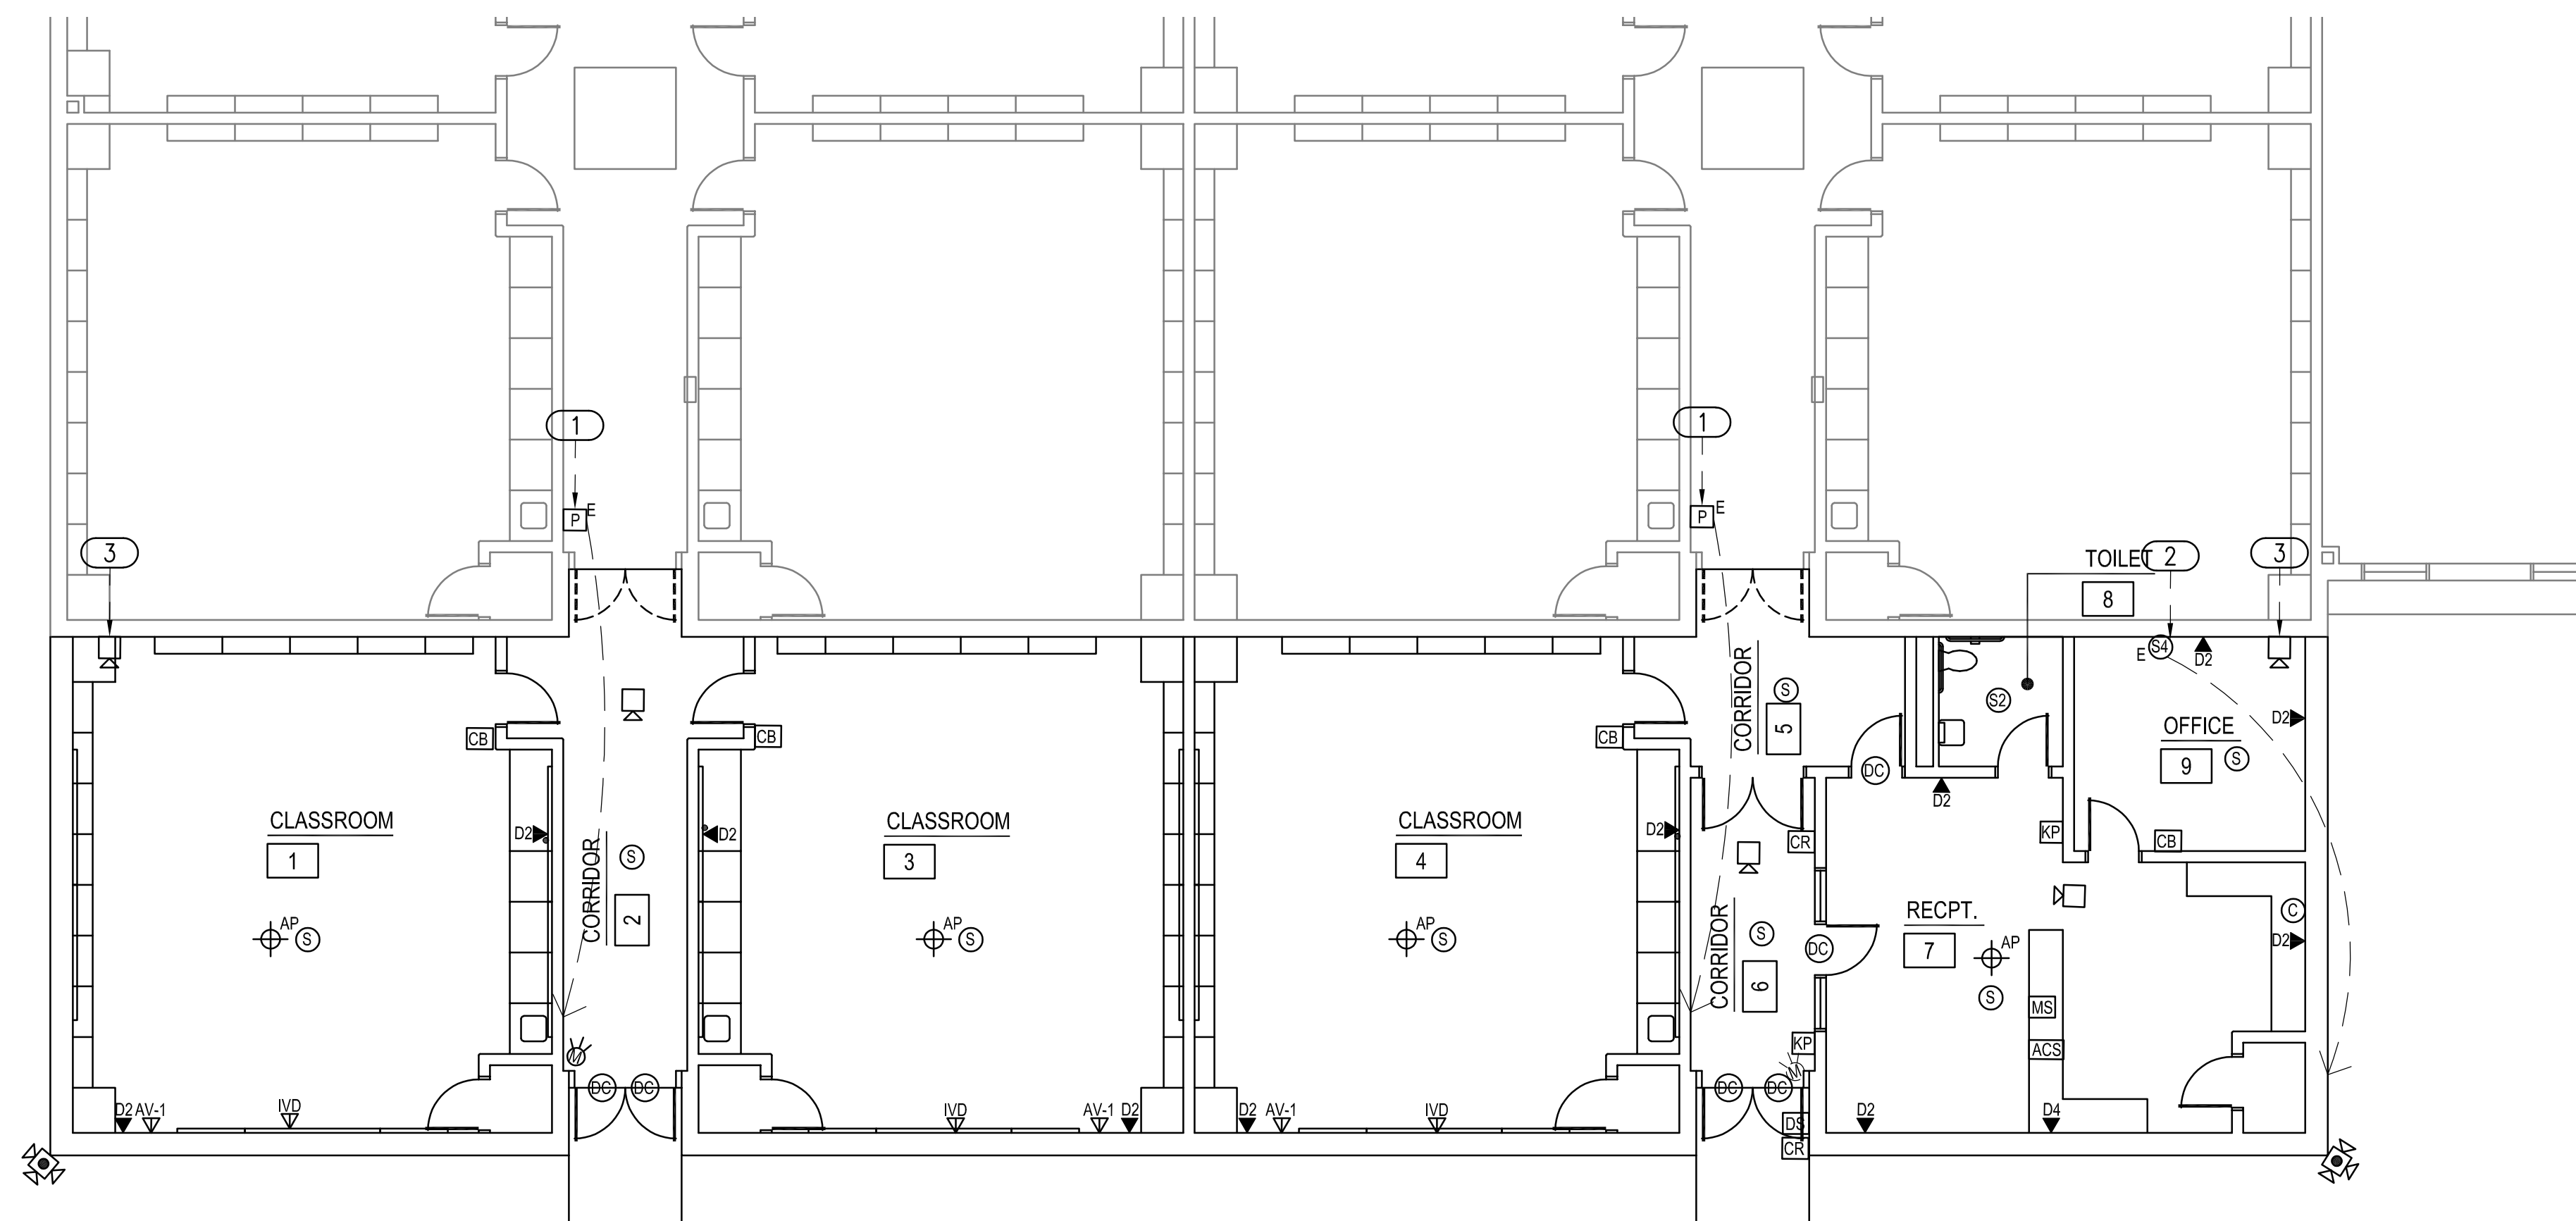 1
1
P E
P E
3
TOILET
2
3
8
E S4
D2
CORRIDOR
5
S
S2
D2
OFFICE
9
S
CB
CB
CB
DC
D2
CLASSROOM
1
D2
CORRIDOR
2
S
D2
CLASSROOM
3
CLASSROOM
4
D2
CR
KP
CB
AP
S
AP
S
AP
S
CORRIDOR
6
S
DC
RECPT.
7
AP
S
C
D2
MS
ACS
KP
M
M
DC
DC
DC
DC
D2
AV-1
IVD
IVD
AV-1
D2
D2
AV-1
IVD
DS
CR
D2
D4